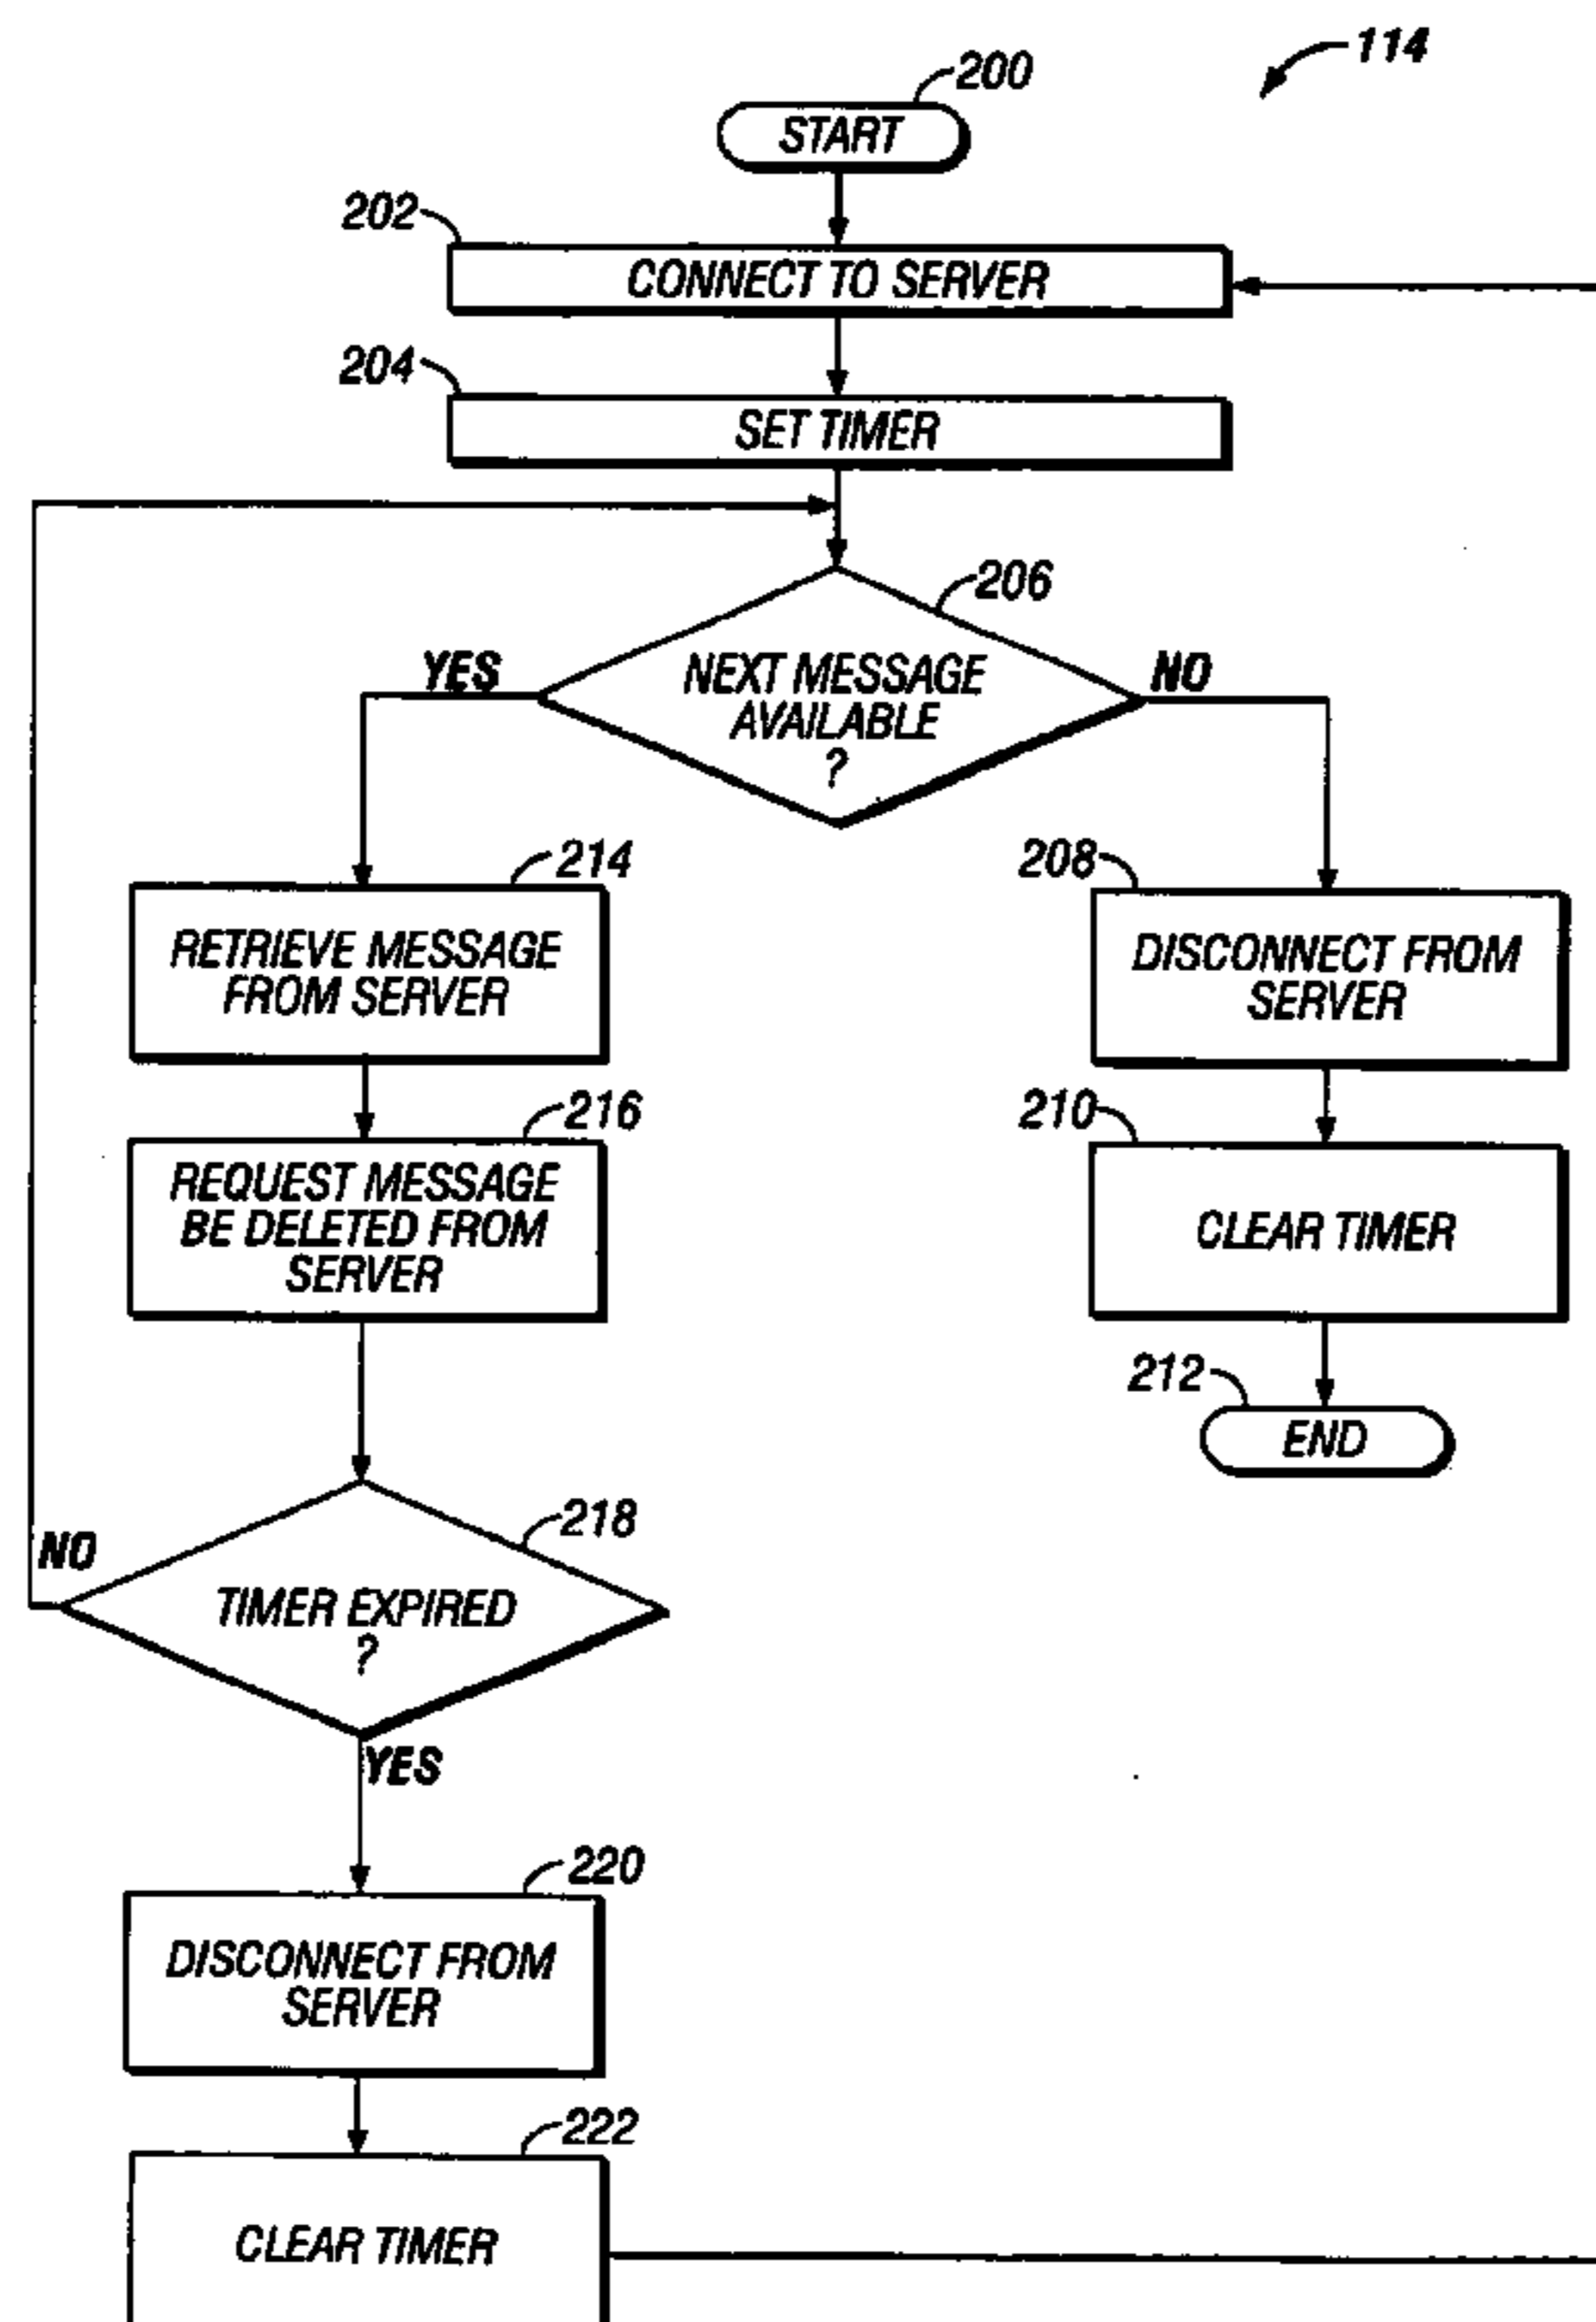 114
200
START
202
CONNECT TO SERVER
204
SET TIMER
206
YES
NEXT MESSAGE
AVAILABLE
?
NO
214
RETRIEVE MESSAGE
FROM SERVER
208
DISCONNECT FROM
SERVER
216
REQUEST MESSAGE
BE DELETED FROM
SERVER
210
CLEAR TIMER
212
END
218
NO
TIMER EXPIRED
?
YES
220
DISCONNECT FROM
SERVER
222
CLEAR TIMER